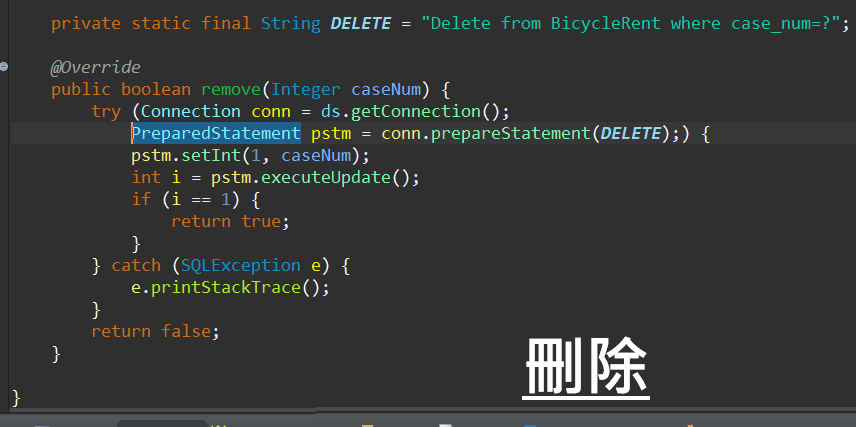 private static final String DELETE = "Delete from BicycleRent where case_num=?";
@Override
public boolean remove(Integer caseNum) {
try (Connection conn = ds.getConnection();
PreparedStatement pstm = conn.prepareStatement(DELETE);) {
pstm.setInt(1, caseNum);
int i = pstm.executeUpdate();
if (i == 1) {
return true;
}
} catch (SQLException e) {
e.printStackTrace();
}
return false;
}
删除
}